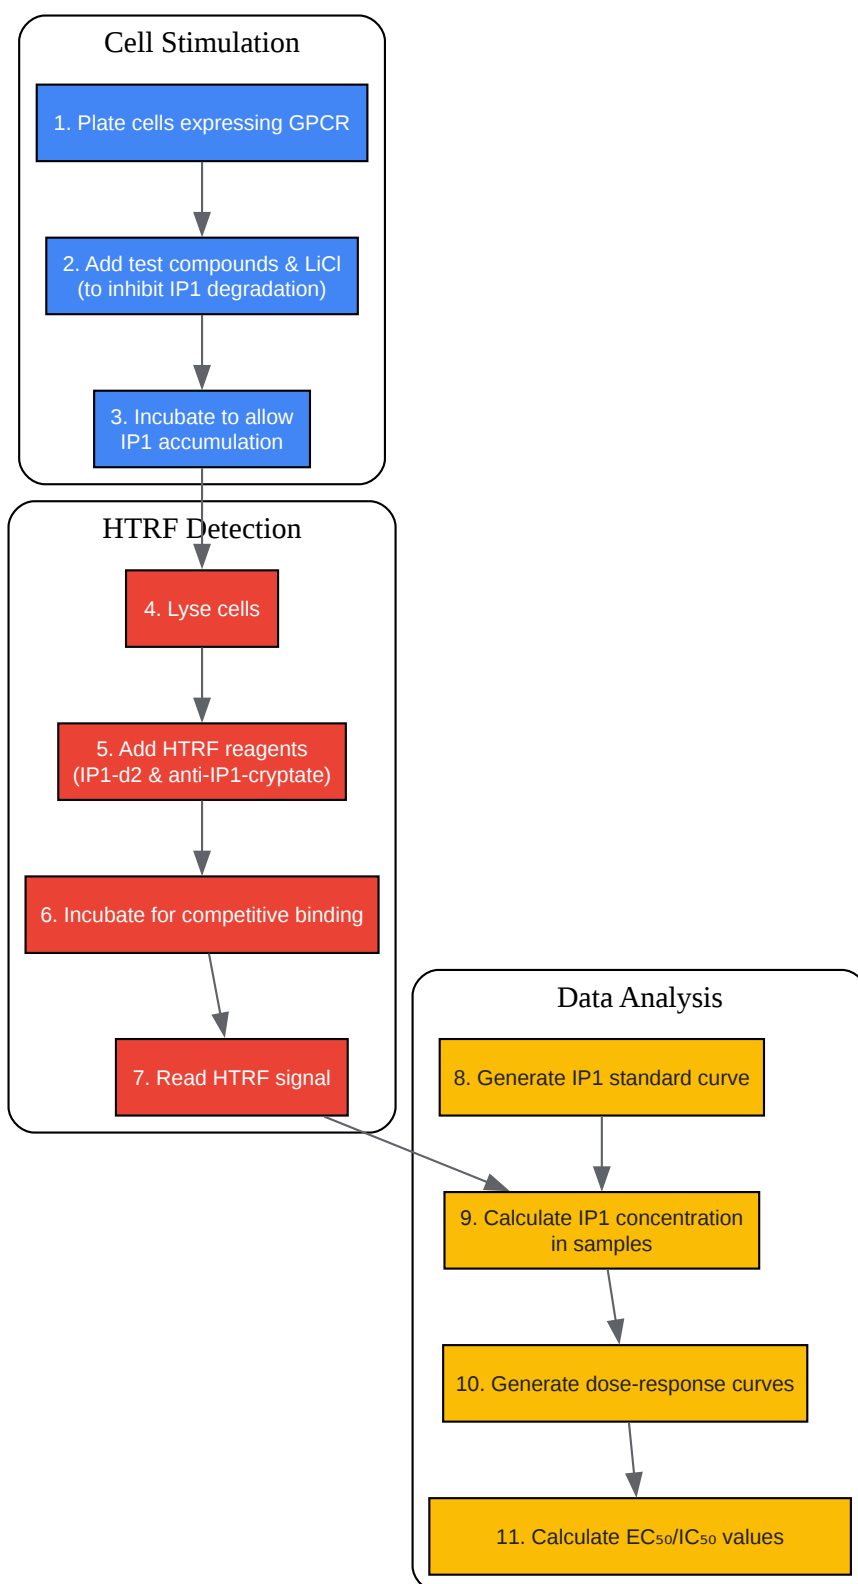 Cell Stimulation
1. Plate cells expressing GPCR
2. Add test compounds & LiCl
(to inhibit IP1 degradation)
3. Incubate to allow
IP1 accumulation
HTRF Detection
4. Lyse cells
5. Add HTRF reagents
(IP1-d2 & anti-IP1-cryptate)
6. Incubate for competitive binding
7. Read HTRF signal
Data Analysis
8. Generate IP1 standard curve
9. Calculate IP1 concentration
in samples
10. Generate dose-response curves
11. Calculate EC₅₀/IC₅₀ values